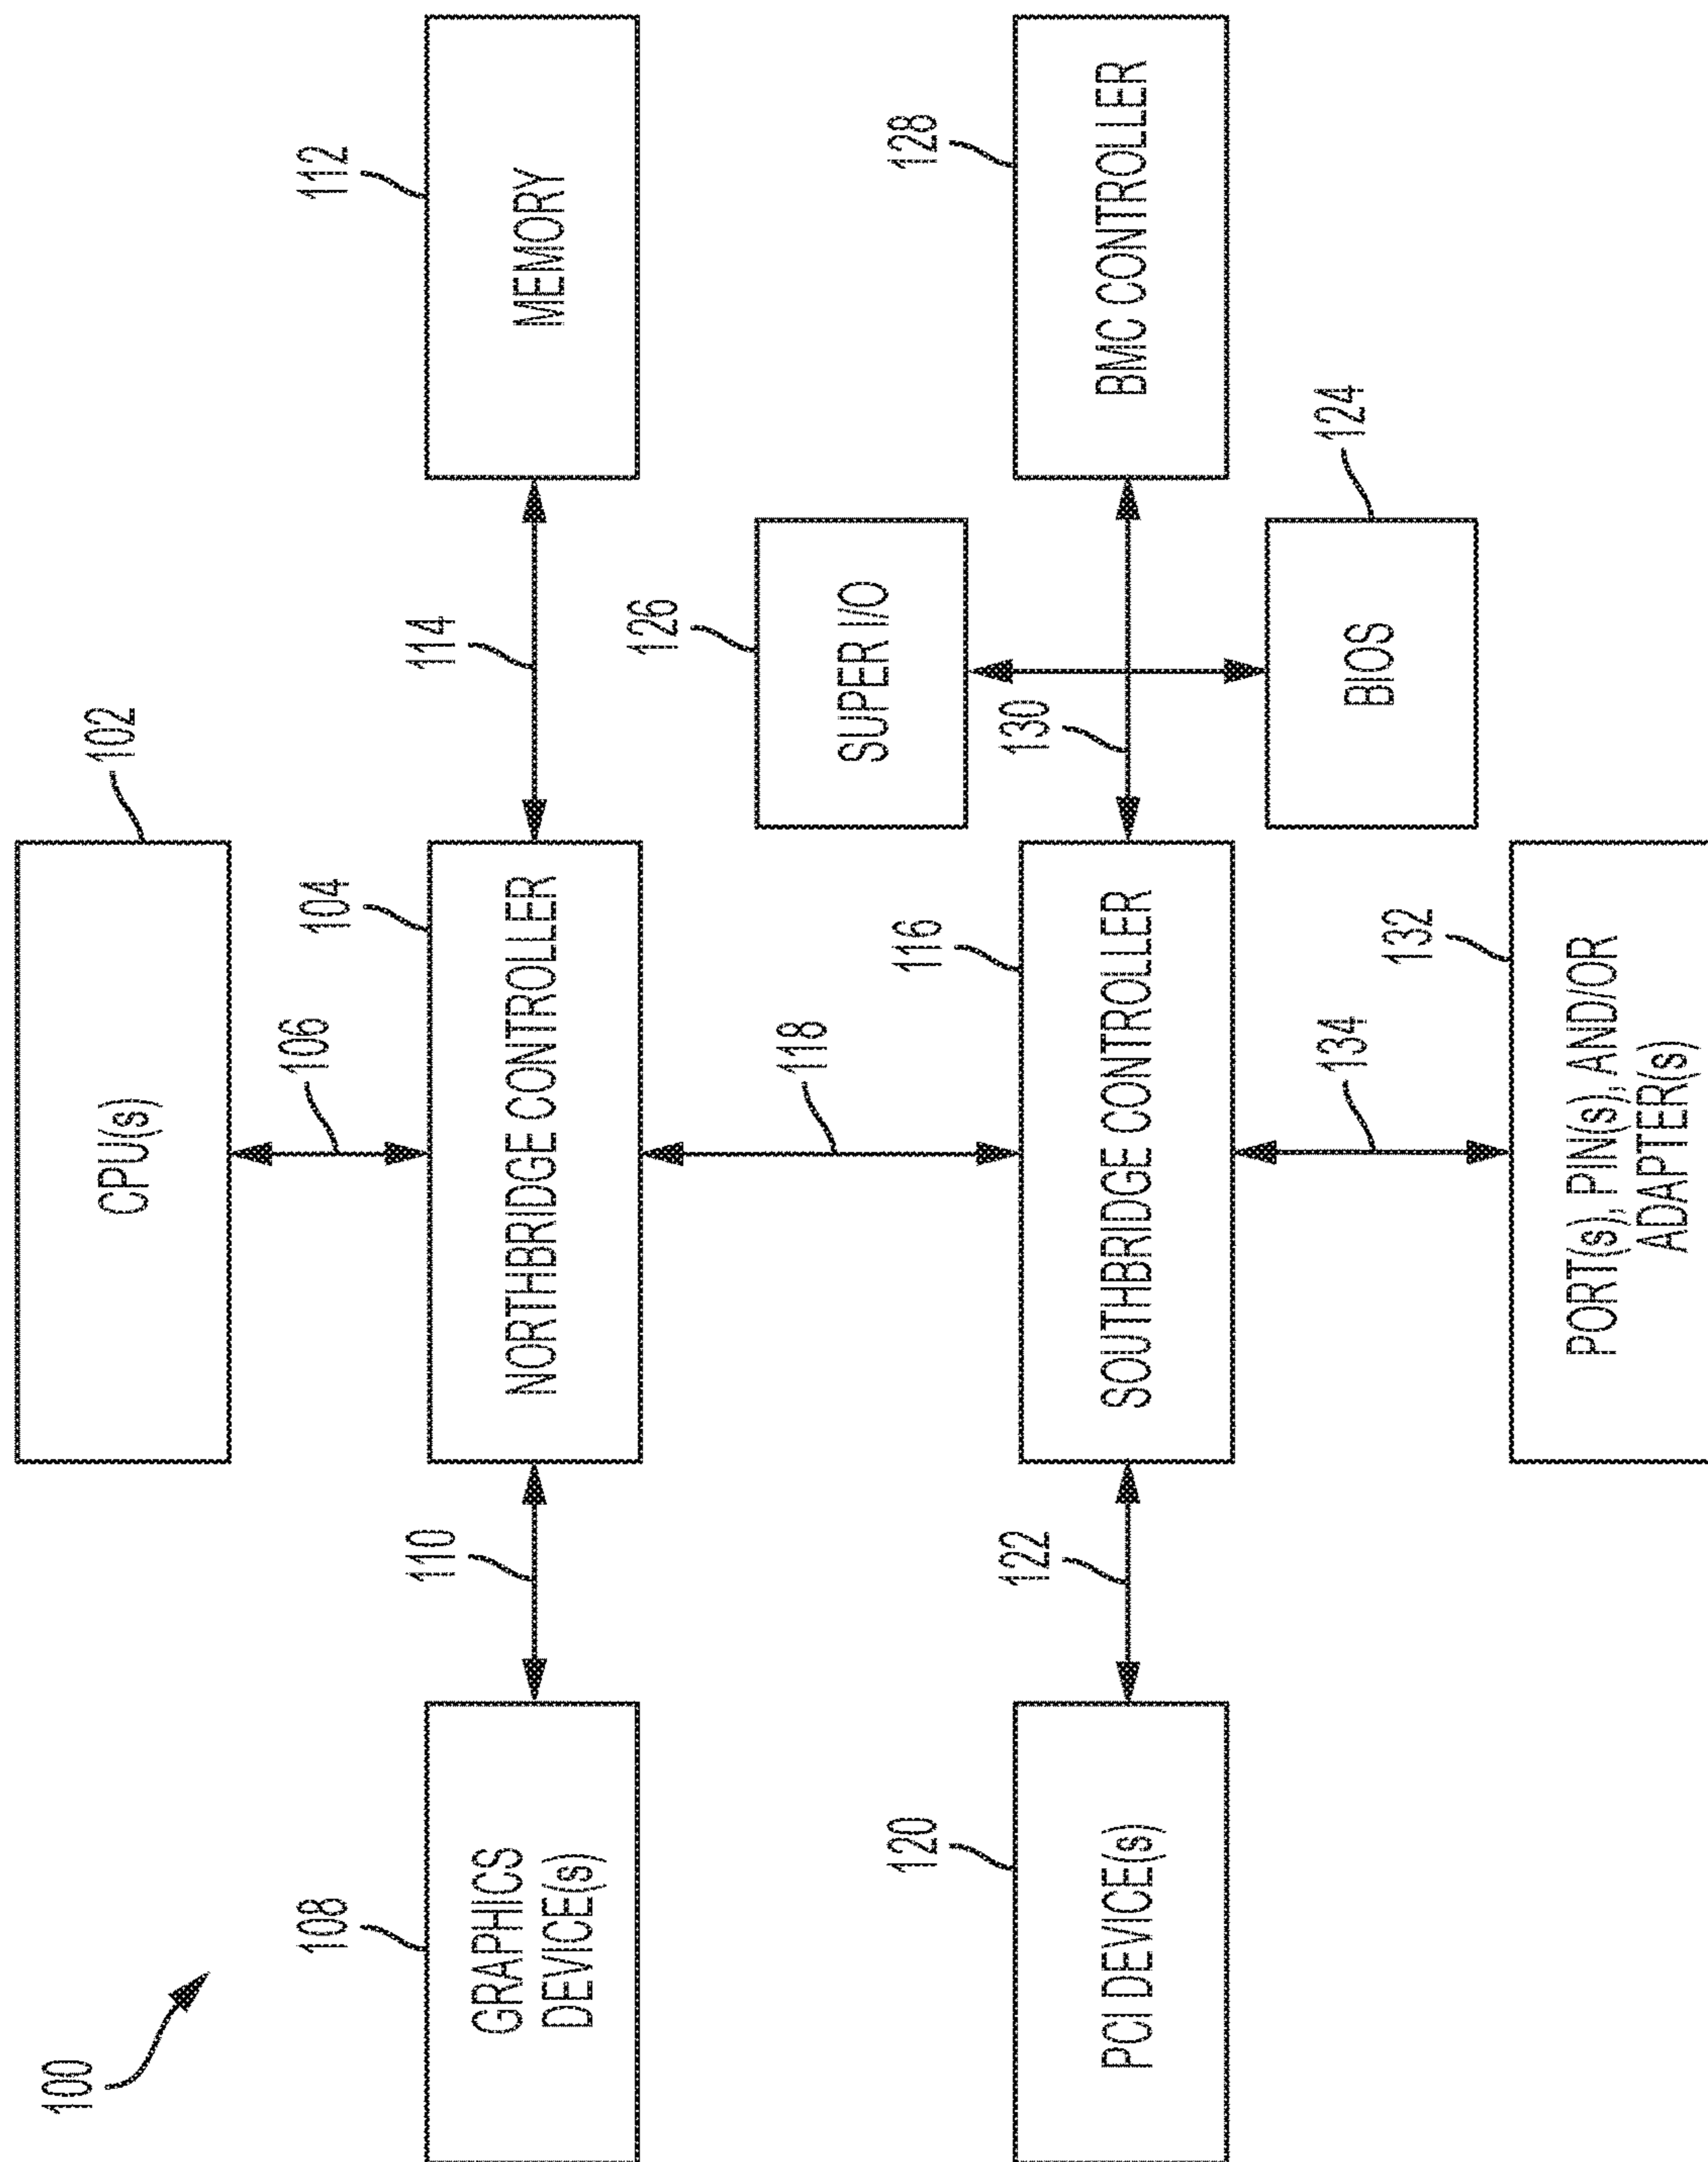 100
CPU(s)
102
106
108
GRAPHICS
DEVICE(s)
110
104
NORTHBRIDGE CONTROLLER
114
112
MEMORY
118
126
SUPER I/O
120
PCI DEVICE(s)
122
116
SOUTHBRIDGE CONTROLLER
130
128
BMC CONTROLLER
124
BIOS
134
132
PORT(s), PIN(s), AND/OR
ADAPTER(s)